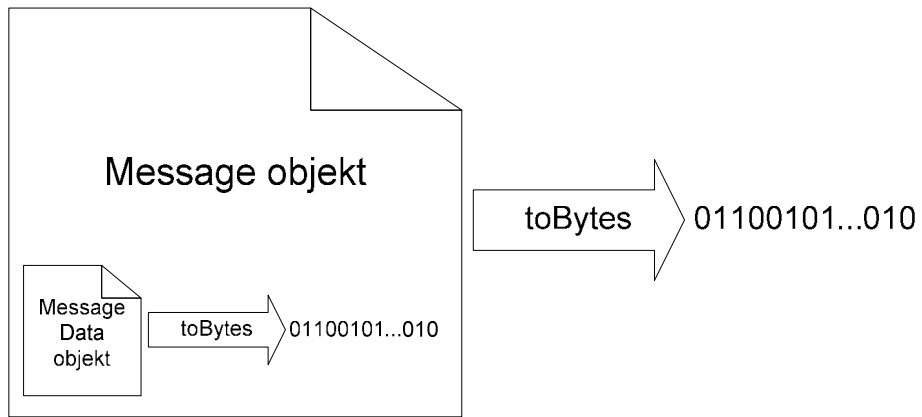 Message objekt
toBytes
01100101...010
Message
Data
objekt
toBytes
01100101...010